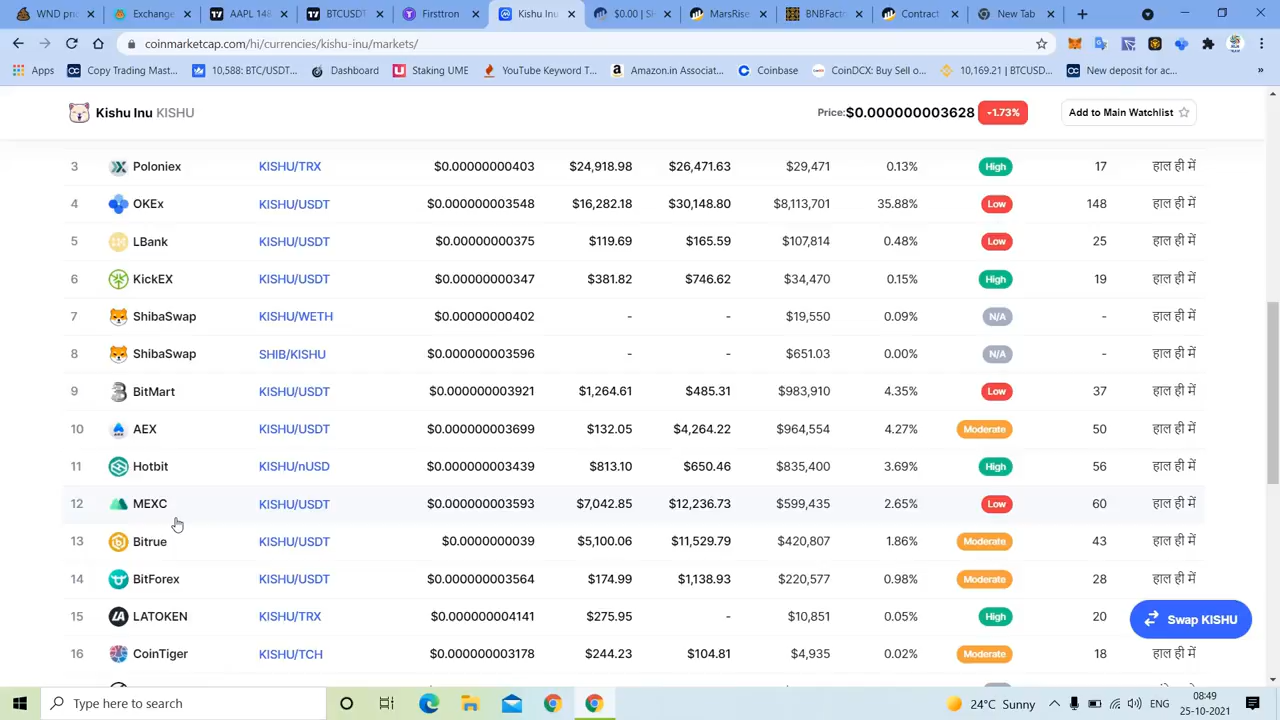 WIND
Exchange
AAPL 148
BTCUSDT
Firsttron
Kishu Inu
$0.00 | S
MarsRise
BNBFact
Contract
New Tab
coinmarketcap.com/hi/currencies/kishu-inu/markets/
Apps
Copy Trading Mast...
10,588: BTC/USDT...
Dashboard
Staking UME
YouTube Keyword T...
Amazon.in Associat...
Coinbase
CoinDCX: Buy Sell o...
10,169.21 | BTCUSD...
New deposit for ac...
»
Kishu Inu KISHU
Price:$0.000000003628 -1.73%
Add to Main Watchlist
3 Poloniex KISHU/TRX $0.00000000403 $24,918.98 $26,471.63 $29,471 0.13% High 17 हाल ही में
4 OKEx KISHU/USDT $0.000000003548 $16,282.18 $30,148.80 $8,113,701 35.88% Low 148 हाल ही में
5 LBank KISHU/USDT $0.00000000375 $119.69 $165.59 $107,814 0.48% Low 25 हाल ही में
6 KickEX KISHU/USDT $0.00000000347 $381.82 $746.62 $34,470 0.15% High 19 हाल ही में
7 ShibaSwap KISHU/WETH $0.00000000402 - - $19,550 0.09% N/A - हाल ही में
8 ShibaSwap SHIB/KISHU $0.000000003596 - - $651.03 0.00% N/A - हाल ही में
9 BitMart KISHU/USDT $0.000000003921 $1,264.61 $485.31 $983,910 4.35% Low 37 हाल ही में
10 AEX KISHU/USDT $0.000000003699 $132.05 $4,264.22 $964,554 4.27% Moderate 50 हाल ही में
11 Hotbit KISHU/nUSD $0.000000003439 $813.10 $650.46 $835,400 3.69% High 56 हाल ही में
12 MEXC KISHU/USDT $0.000000003593 $7,042.85 $12,236.73 $599,435 2.65% Low 60 हाल ही में
13 Bitrue KISHU/USDT $0.0000000039 $5,100.06 $11,529.79 $420,807 1.86% Moderate 43 हाल ही में
14 BitForex KISHU/USDT $0.000000003564 $174.99 $1,138.93 $220,577 0.98% Moderate 28 हाल ही में
15 LATOKEN KISHU/TRX $0.000000004141 $275.95 - $10,851 0.05% High 20 हाल ही में
16 CoinTiger KISHU/TCH $0.000000003178 $244.23 $104.81 $4,935 0.02% Moderate 18 हाल ही में
Swap KISHU
Type here to search
24°C Sunny
ENG
08:49
25-10-2021